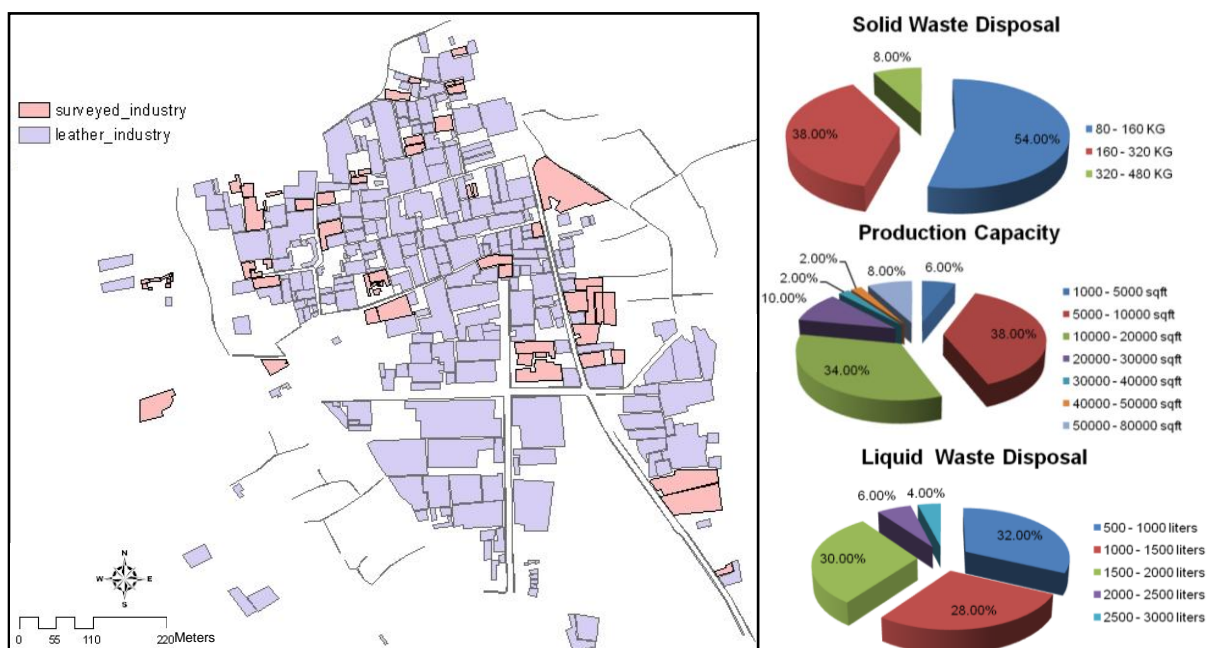 surveyed_industry
leather_industry
N
W E
S
0 55 110 220 Meters
Solid Waste Disposal
8.00%
38.00%
54.00%
80 - 160 KG
160 - 320 KG
320 - 480 KG
Production Capacity
2.00%
2.00%
8.00%
6.00%
10.00%
38.00%
34.00%
1000 - 5000 sqft
5000 - 10000 sqft
10000 - 20000 sqft
20000 - 30000 sqft
30000 - 40000 sqft
40000 - 50000 sqft
50000 - 80000 sqft
Liquid Waste Disposal
6.00%
4.00%
32.00%
30.00%
28.00%
500 - 1000 liters
1000 - 1500 liters
1500 - 2000 liters
2000 - 2500 liters
2500 - 3000 liters